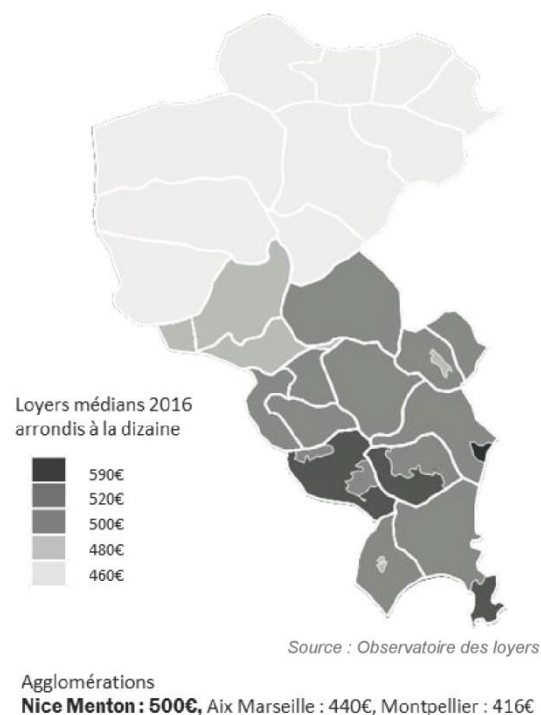 Loyers médians 2016
arrondis à la dizaine
590€
520€
500€
480€
460€
Source : Observatoire des loyers
Agglomérations
Nice Menton : 500€, Aix Marseille : 440€, Montpellier : 416€